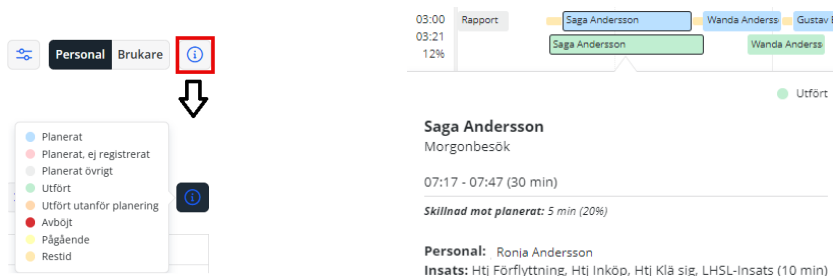 Personal Brukare
Planerat
Planerat, ej registrerat
Planerat övrigt
Utfört
Utfört utanför planering
Avböjt
Pågående
Restid
03:00 Rapport Saga Andersson Wanda Anderss Gustav
03:21 Saga Andersson Wanda Anderss
12%
Utfört
Saga Andersson
Morgonbesök
07:17 - 07:47 (30 min)
Skillnad mot planerat: 5 min (20%)
Personal: Ronja Andersson
Insats: Htj Förflyttning, Htj Inköp, Htj Klä sig, LHSL-Insats (10 min)